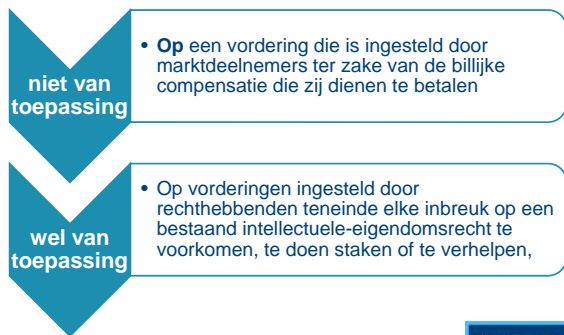 niet van
toepassing
• Op een vordering die is ingesteld door
marktdeelnemers ter zake van de billijke
compensatie die zij dienen te betalen
wel van
toepassing
• Op vorderingen ingesteld door
rechthebbenden teneinde elke inbreuk op een
bestaand intellectuele-eigendomsrecht te
voorkomen, te doen staken of te verhelpen,